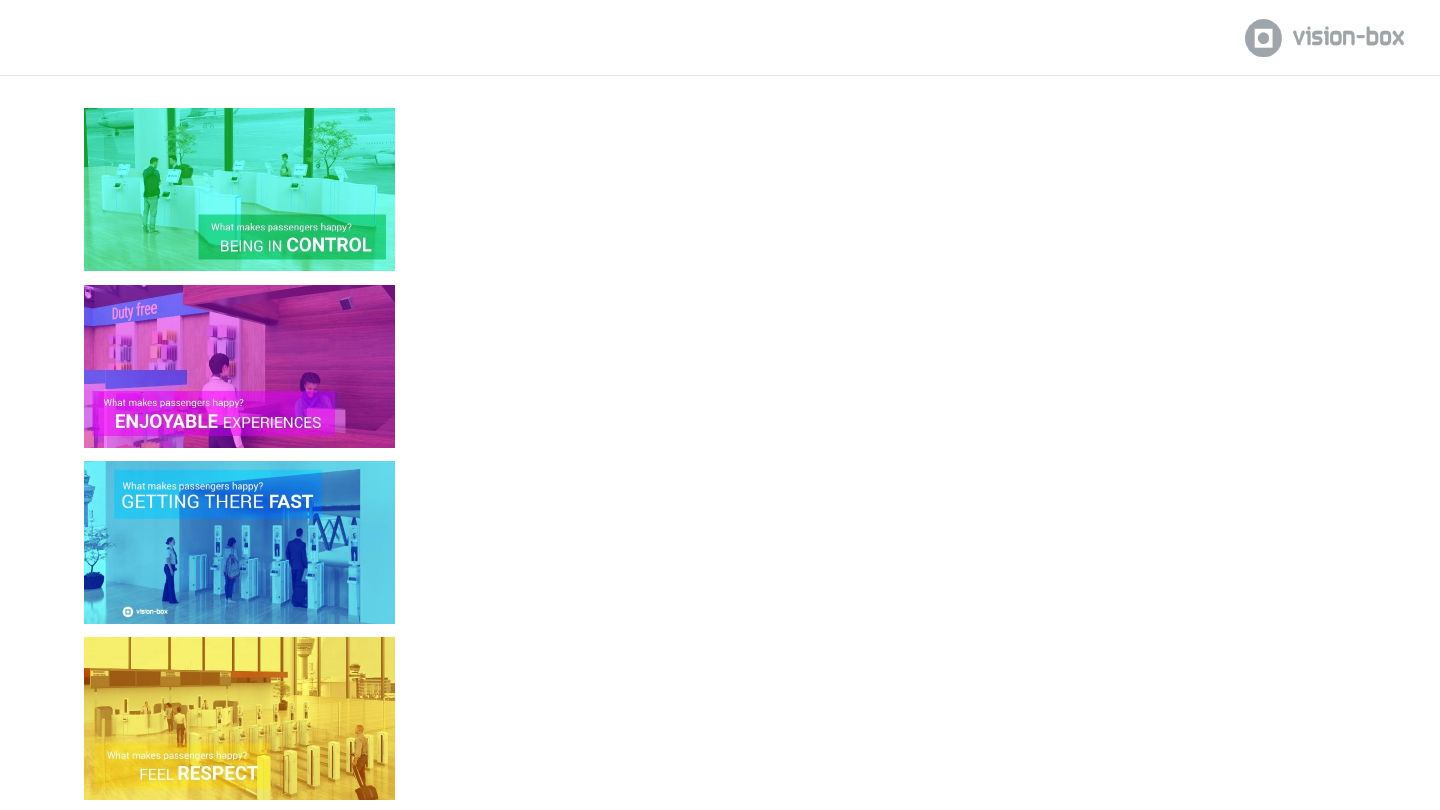 vision-box
What makes passengers happy?
BEING IN CONTROL
Duty free
What makes passengers happy?
ENJOYABLE EXPERIENCES
What makes passengers happy?
GETTING THERE FAST
vision-box
What makes passengers happy?
FEEL RESPECT